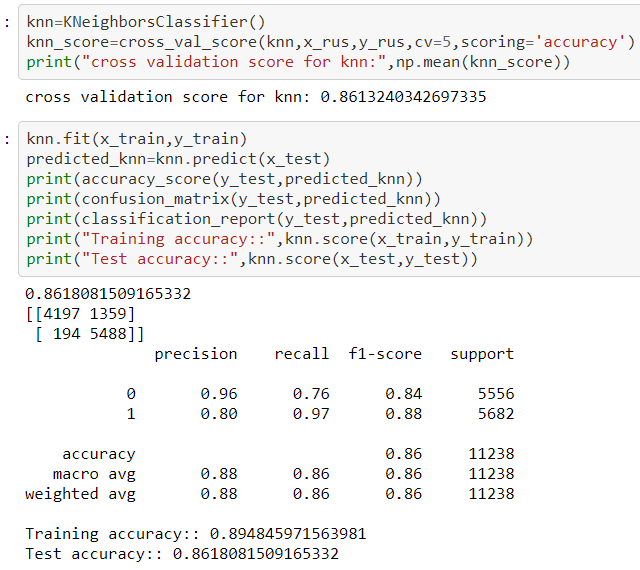 : knn=KNeighborsClassifier()
knn_score=cross_val_score(knn,x_rus,y_rus,cv=5,scoring='accuracy')
print("cross validation score for knn:",np.mean(knn_score))
cross validation score for knn: 0.8613240342697335
: knn.fit(x_train,y_train)
predicted_knn=knn.predict(x_test)
print(accuracy_score(y_test,predicted_knn))
print(confusion_matrix(y_test,predicted_knn))
print(classification_report(y_test,predicted_knn))
print("Training accuracy::",knn.score(x_train,y_train))
print("Test accuracy::",knn.score(x_test,y_test))
0.8618081509165332
[[4197 1359]
[ 194 5488]]
precision recall f1-score support
0 0.96 0.76 0.84 5556
1 0.80 0.97 0.88 5682
accuracy 0.86 11238
macro avg 0.88 0.86 0.86 11238
weighted avg 0.88 0.86 0.86 11238
Training accuracy:: 0.894845971563981
Test accuracy:: 0.8618081509165332